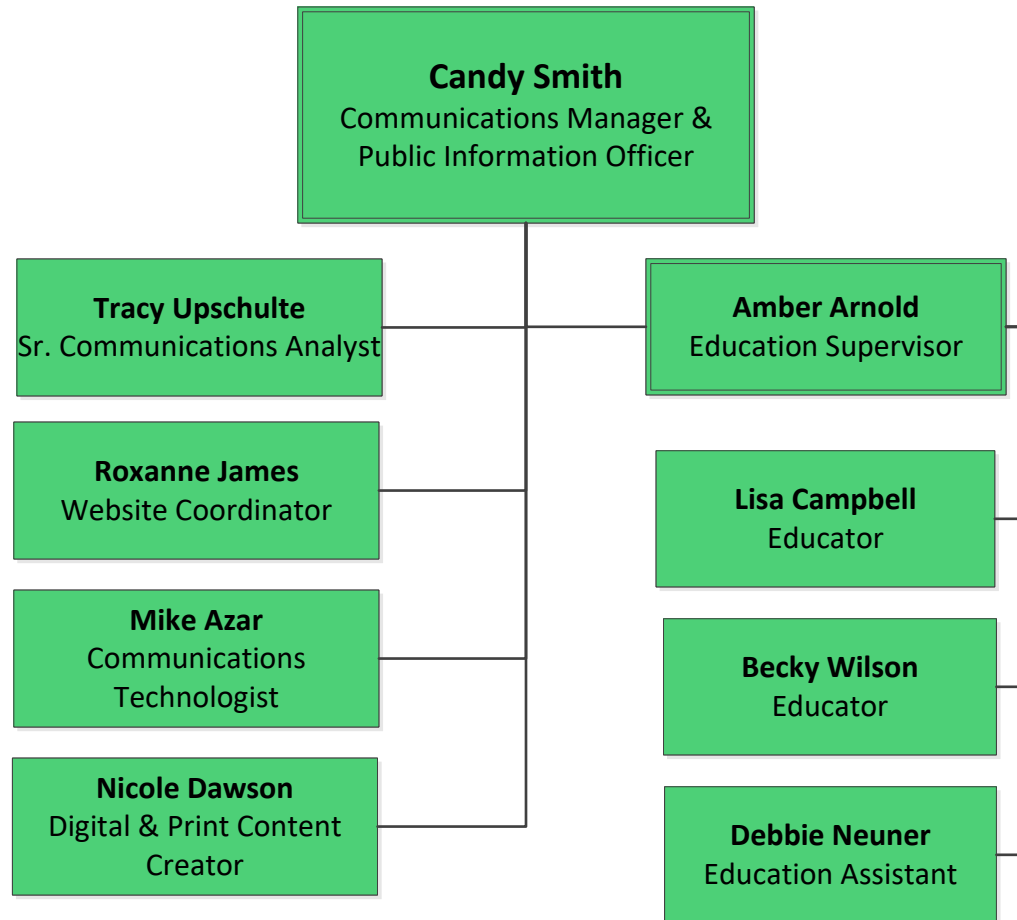 Candy Smith
Communications Manager &
Public Information Officer
Tracy Upschulte
Sr. Communications Analyst
Amber Arnold
Education Supervisor
Roxanne James
Website Coordinator
Lisa Campbell
Educator
Mike Azar
Communications
Technologist
Becky Wilson
Educator
Nicole Dawson
Digital & Print Content
Creator
Debbie Neuner
Education Assistant